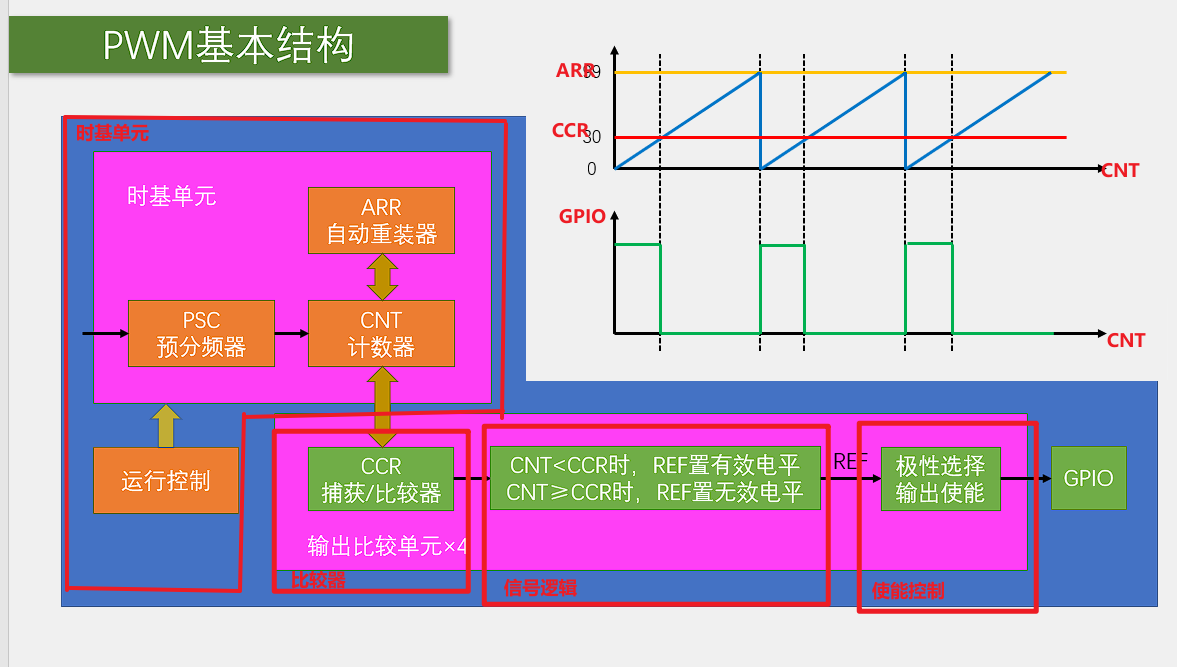 PWM基本结构
ARR
99
CCR
30
0
CNT
GPIO
CNT
时基单元
时基单元
ARR
自动重装器
PSC
预分频器
CNT
计数器
运行控制
CCR
捕获/比较器
输出比较单元×4
比较器
CNT<CCR时，REF置有效电平
CNT≥CCR时，REF置无效电平
信号逻辑
REF
极性选择
输出使能
使能控制
GPIO